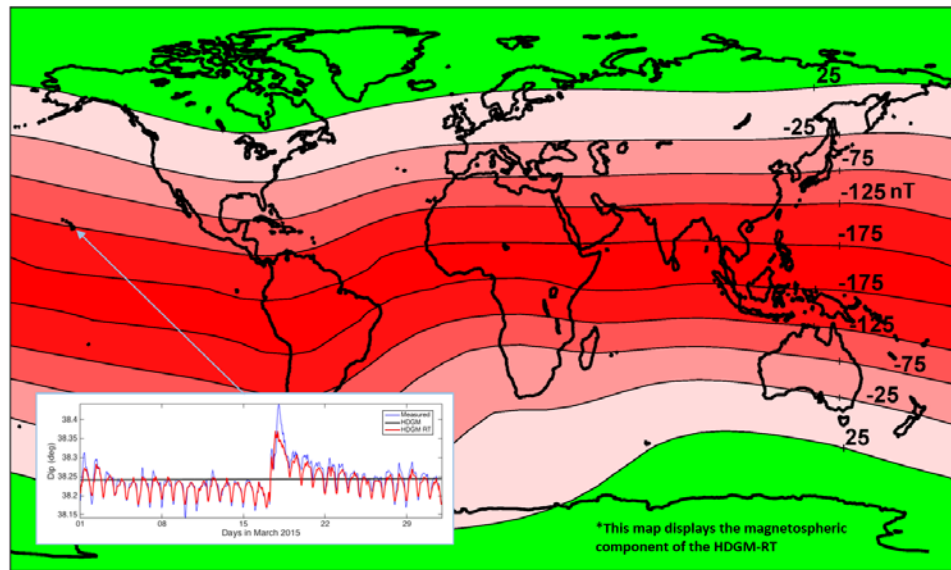 25
-25
-75
-125 nT
-175
-175
-125
-75
-25
25
Measured
HDGM
HDGM RT
Dip (deg)
38.4
38.35
38.3
38.25
38.2
38.15
01
08
15
22
29
Days in March 2015
*This map displays the magnetospheric
component of the HDGM-RT